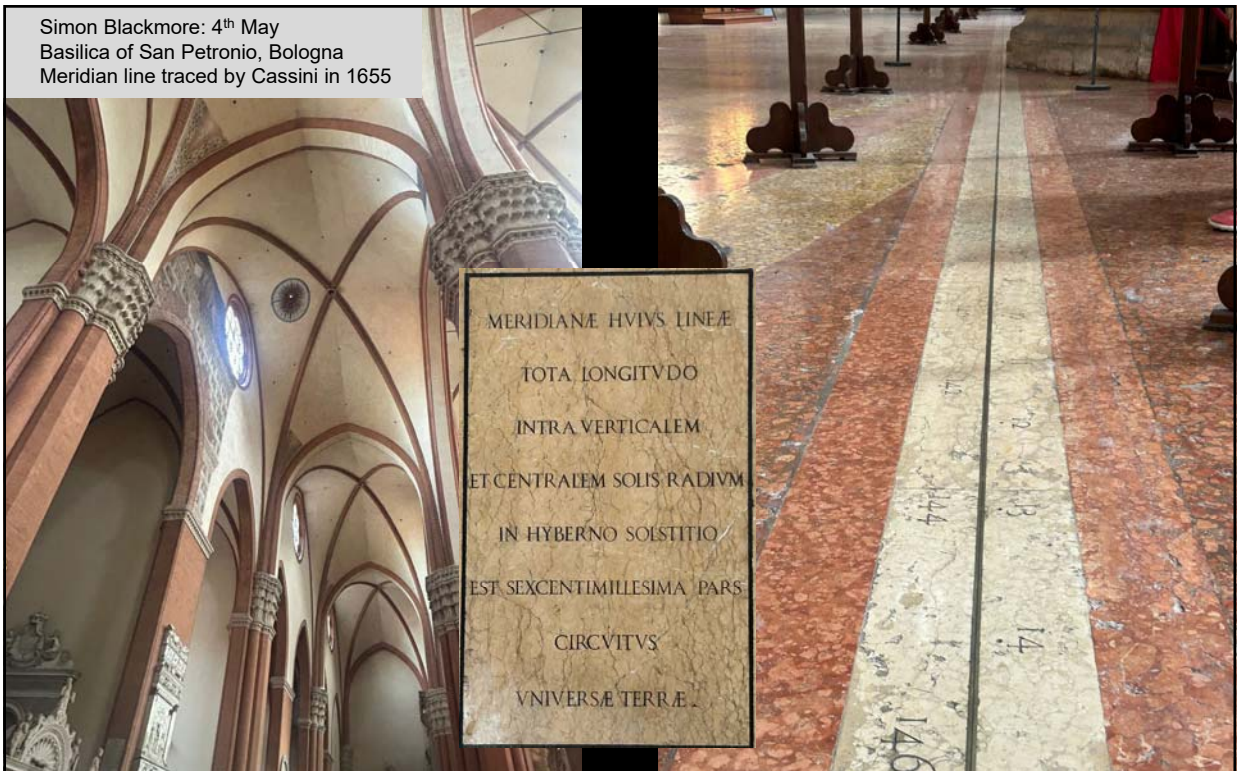 Simon Blackmore: 4th May
Basilica of San Petronio, Bologna
Meridian line traced by Cassini in 1655
MERIDIANÆ HVIVS LINEÆ
TOTA LONGITVDO
INTRA VERTICALEM
ET CENTRALEM SOLIS RADIVM
IN HYBERNO SOLSTITIO
EST SEXCENTIMILLESIMA PARS
CIRCVITVS
VNIVERSÆ TERRÆ.
144
146